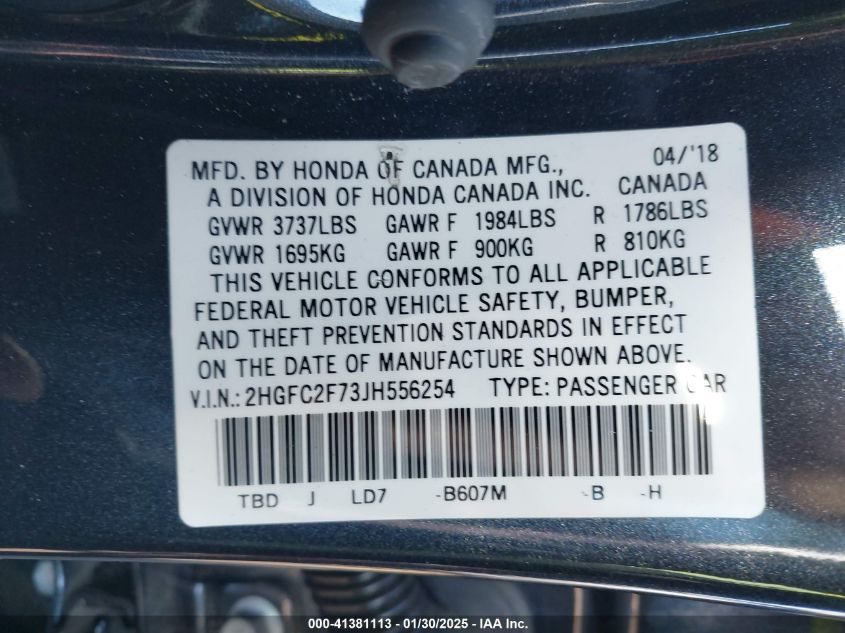 MFD. BY HONDA OF CANADA MFG., 04/'18
A DIVISION OF HONDA CANADA INC. CANADA
GVWR 3737LBS GAWR F 1984LBS R 1786LBS
GVWR 1695KG GAWR F 900KG R 810KG
THIS VEHICLE CONFORMS TO ALL APPLICABLE
FEDERAL MOTOR VEHICLE SAFETY, BUMPER,
AND THEFT PREVENTION STANDARDS IN EFFECT
ON THE DATE OF MANUFACTURE SHOWN ABOVE.
V.I.N.: 2HGFC2F73JH556254 TYPE: PASSENGER CAR
TBD J LD7 -B607M -B -H
000-41381113 - 01/30/2025 - IAA Inc.